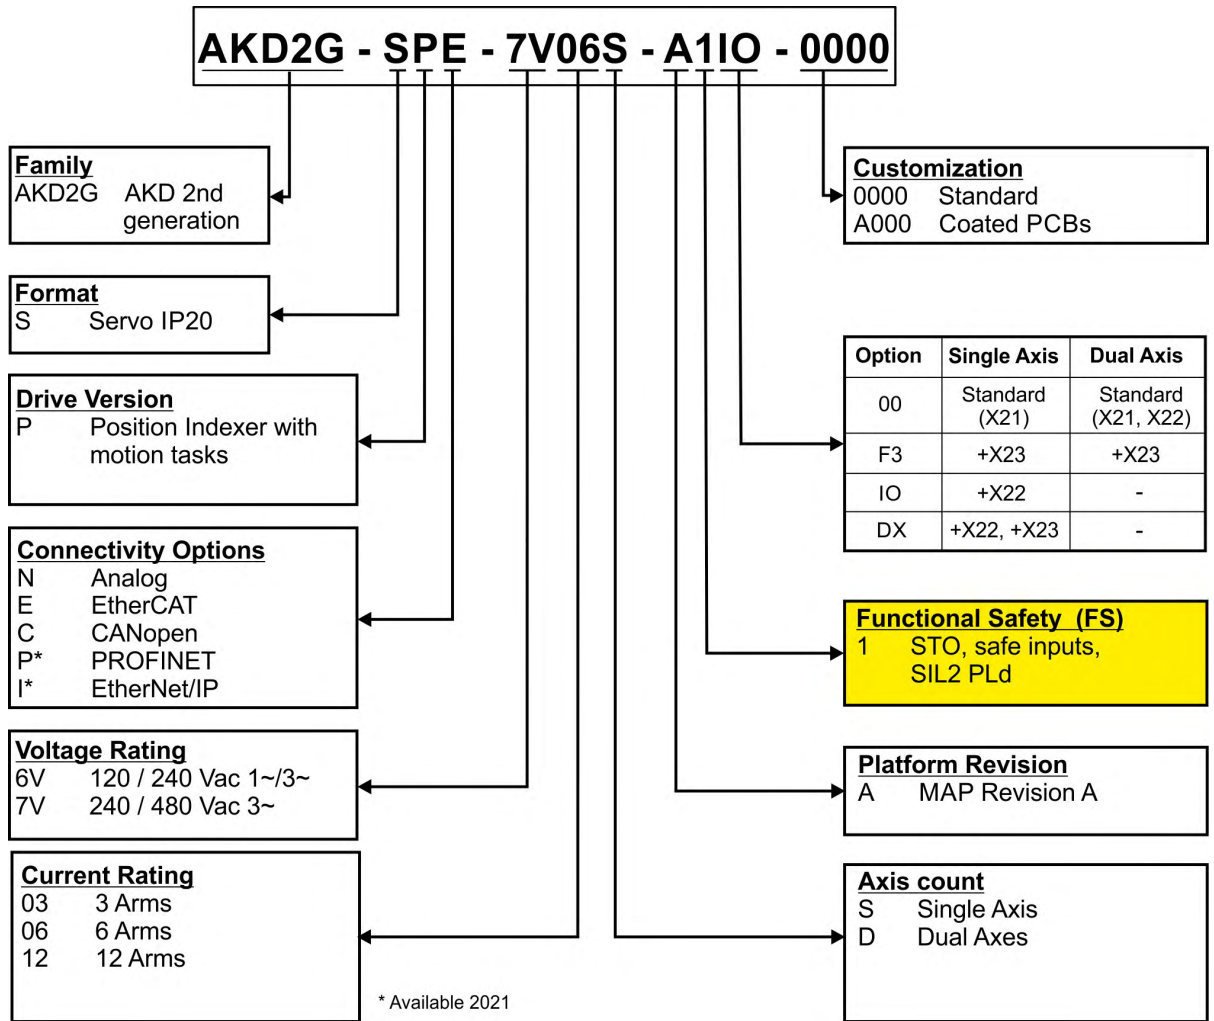 AKD2G - SPE - 7V06S - A1IO - 0000
Family
AKD2G AKD 2nd
generation
Format
S Servo IP20
Drive Version
P Position Indexer with
motion tasks
Connectivity Options
N Analog
E EtherCAT
C CANopen
P* PROFINET
I* EtherNet/IP
Voltage Rating
6V 120 / 240 Vac 1~/3~
7V 240 / 480 Vac 3~
Current Rating
03 3 Arms
06 6 Arms
12 12 Arms
* Available 2021
Customization
0000 Standard
A000 Coated PCBs
Option Single Axis Dual Axis
00 Standard (X21) Standard (X21, X22)
F3 +X23 +X23
IO +X22 -
DX +X22, +X23 -
Functional Safety (FS)
1 STO, safe inputs,
SIL2 PLd
Platform Revision
A MAP Revision A
Axis count
S Single Axis
D Dual Axes